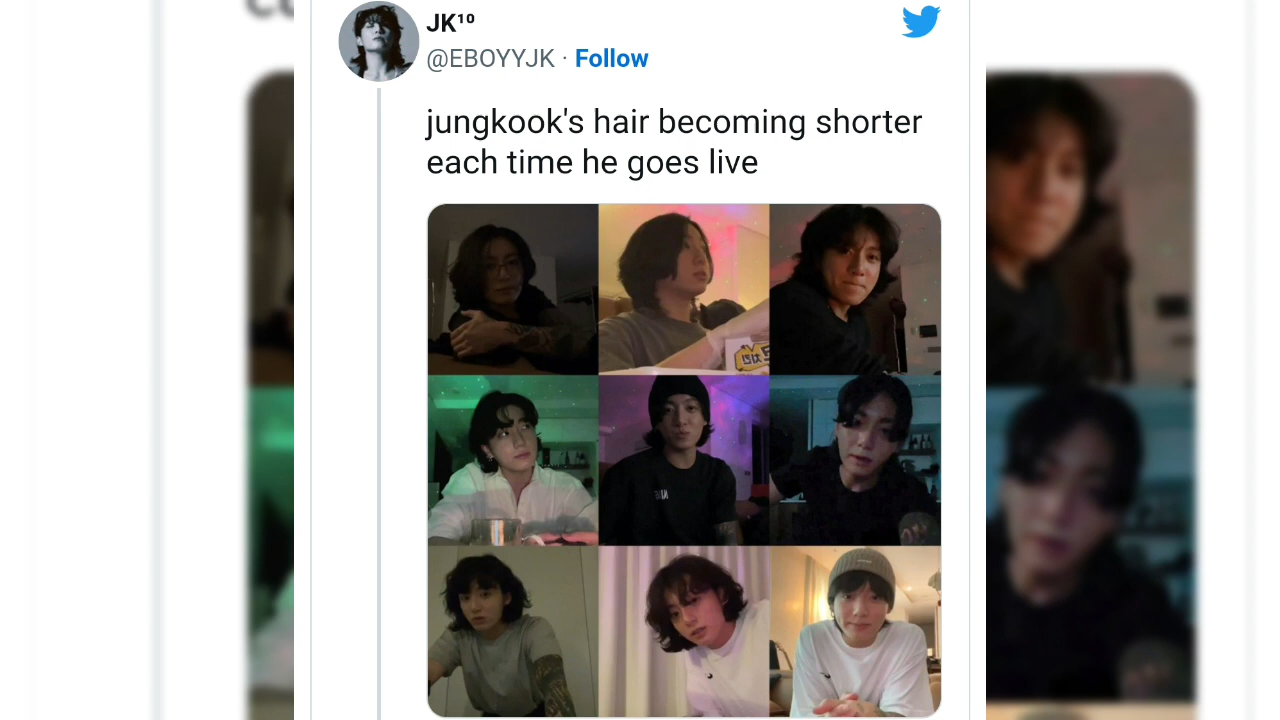 JK¹⁰
@EBOYYJK · Follow
jungkook's hair becoming shorter
each time he goes live